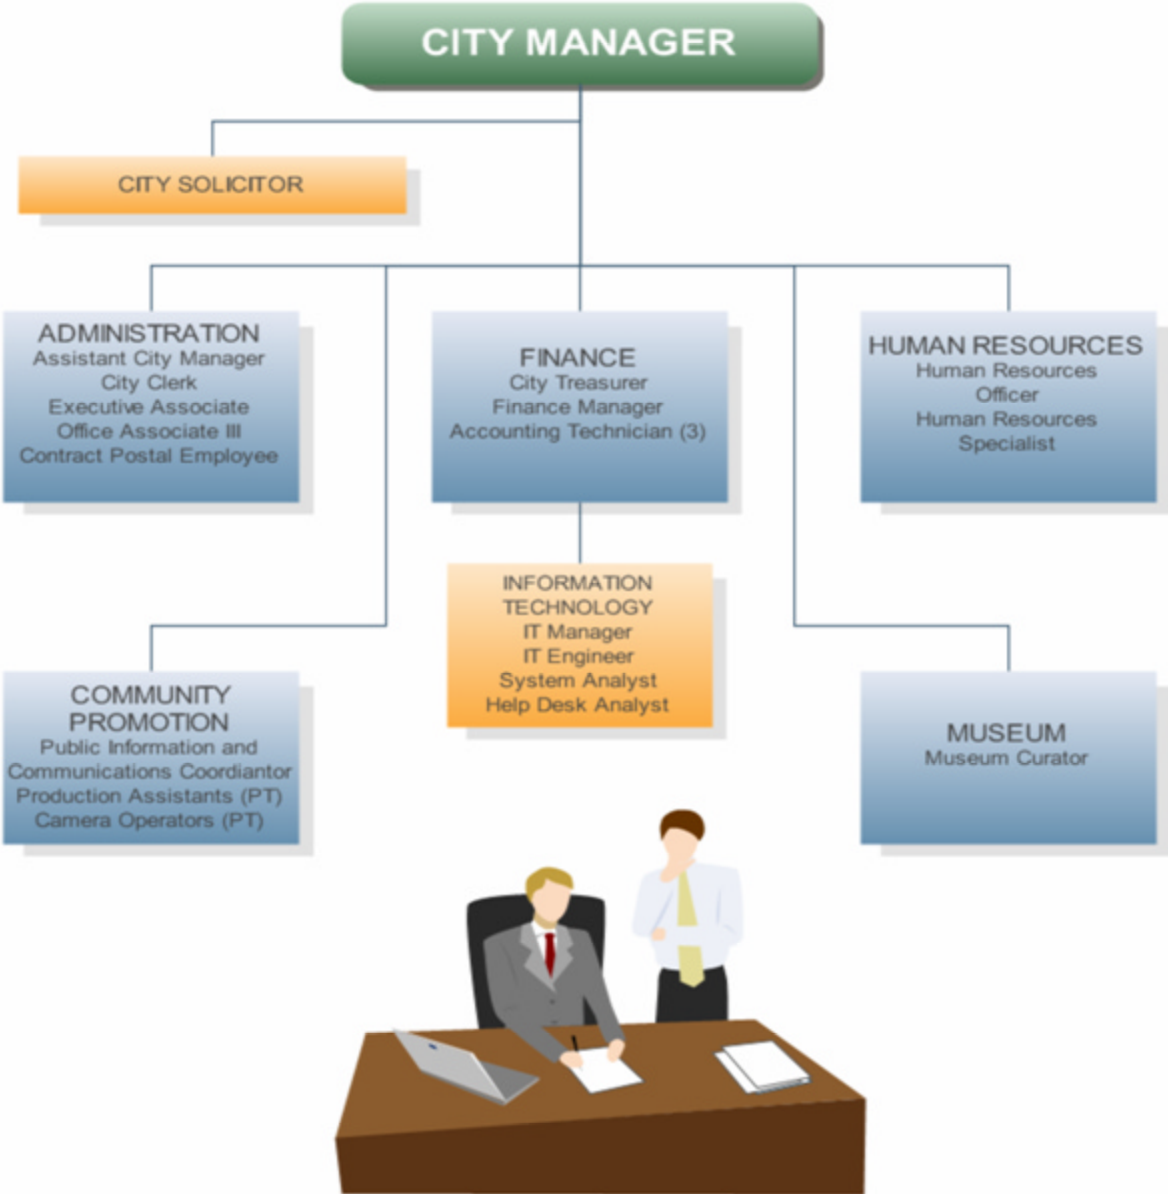 CITY MANAGER
CITY SOLICITOR
ADMINISTRATION
Assistant City Manager
City Clerk
Executive Associate
Office Associate III
Contract Postal Employee
FINANCE
City Treasurer
Finance Manager
Accounting Technician (3)
HUMAN RESOURCES
Human Resources
Officer
Human Resources
Specialist
INFORMATION
TECHNOLOGY
IT Manager
IT Engineer
System Analyst
Help Desk Analyst
COMMUNITY
PROMOTION
Public Information and
Communications Coordiantor
Production Assistants (PT)
Camera Operators (PT)
MUSEUM
Museum Curator